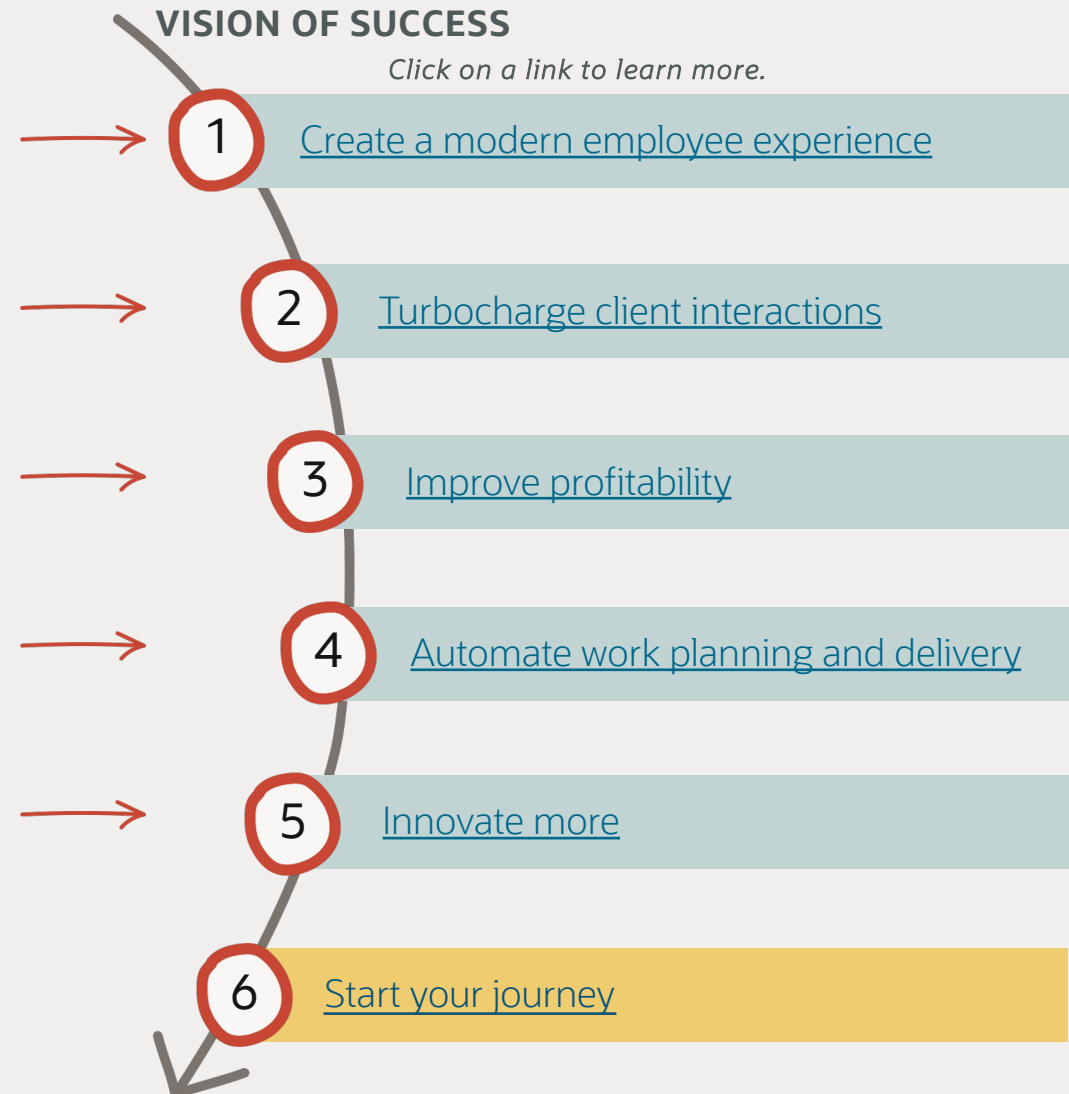 VISION OF SUCCESS
Click on a link to learn more.
1 Create a modern employee experience
2 Turbocharge client interactions
3 Improve profitability
4 Automate work planning and delivery
5 Innovate more
6 Start your journey